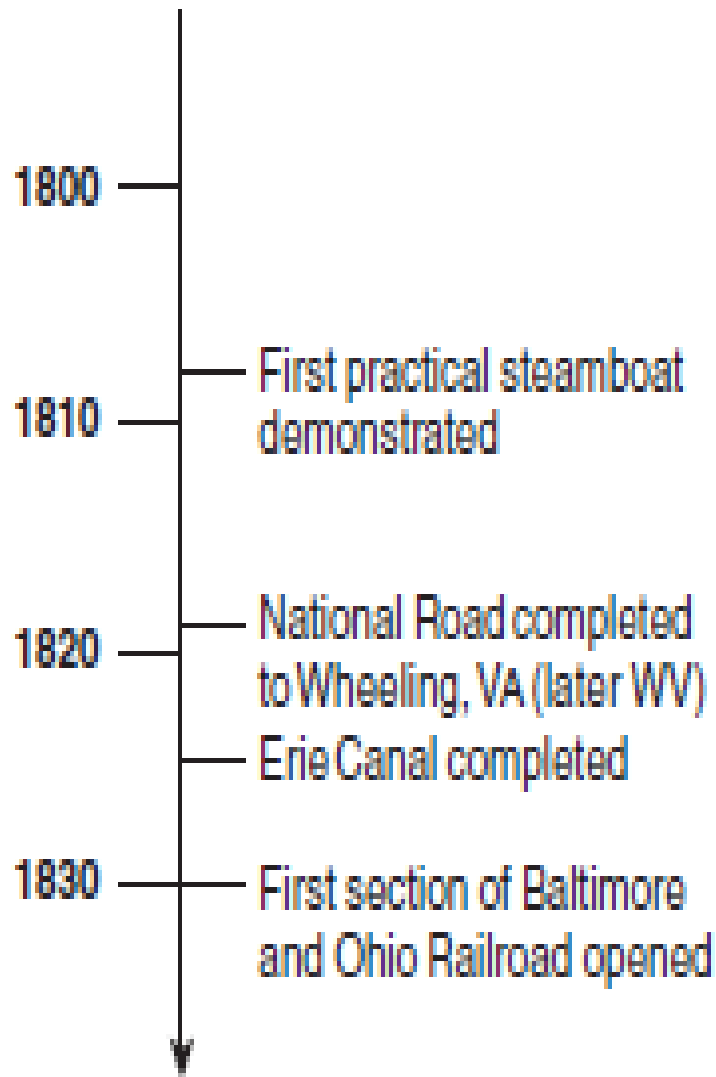 1800
First practical steamboat
1810
demonstrated
National Road completed
1820
to Wheeling, VA (later WV)
Erie Canal completed
1830
First section of Baltimore
and Ohio Railroad opened